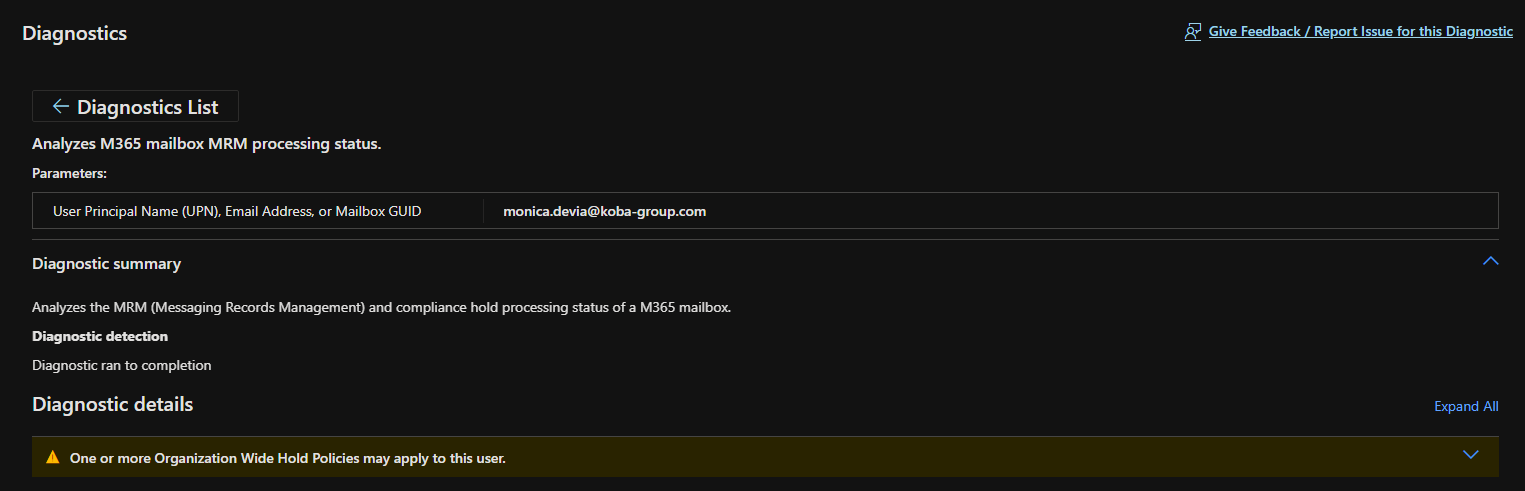 Diagnostics
Give Feedback / Report Issue for this Diagnostic
Diagnostics List
Analyzes M365 mailbox MRM processing status.
Parameters:
User Principal Name (UPN), Email Address, or Mailbox GUID
monica.devia@koba-group.com
Diagnostic summary
Analyzes the MRM (Messaging Records Management) and compliance hold processing status of a M365 mailbox.
Diagnostic detection
Diagnostic ran to completion
Diagnostic details
Expand All
One or more Organization Wide Hold Policies may apply to this user.